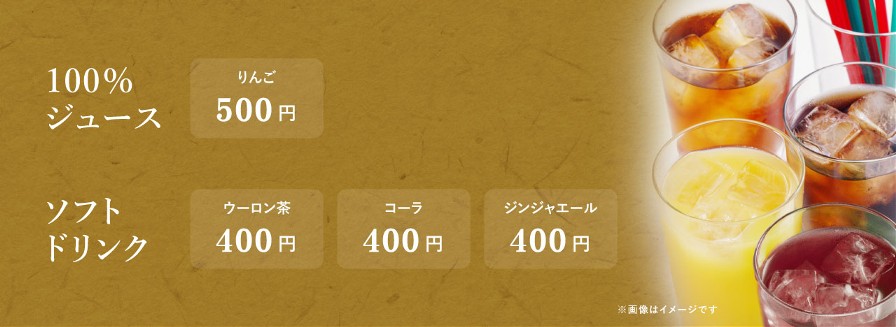 100%
ジュース
りんご
500円
ソフト
ドリンク
ウーロン茶
400円
コーラ
400円
ジンジャエール
400円
※画像はイメージです